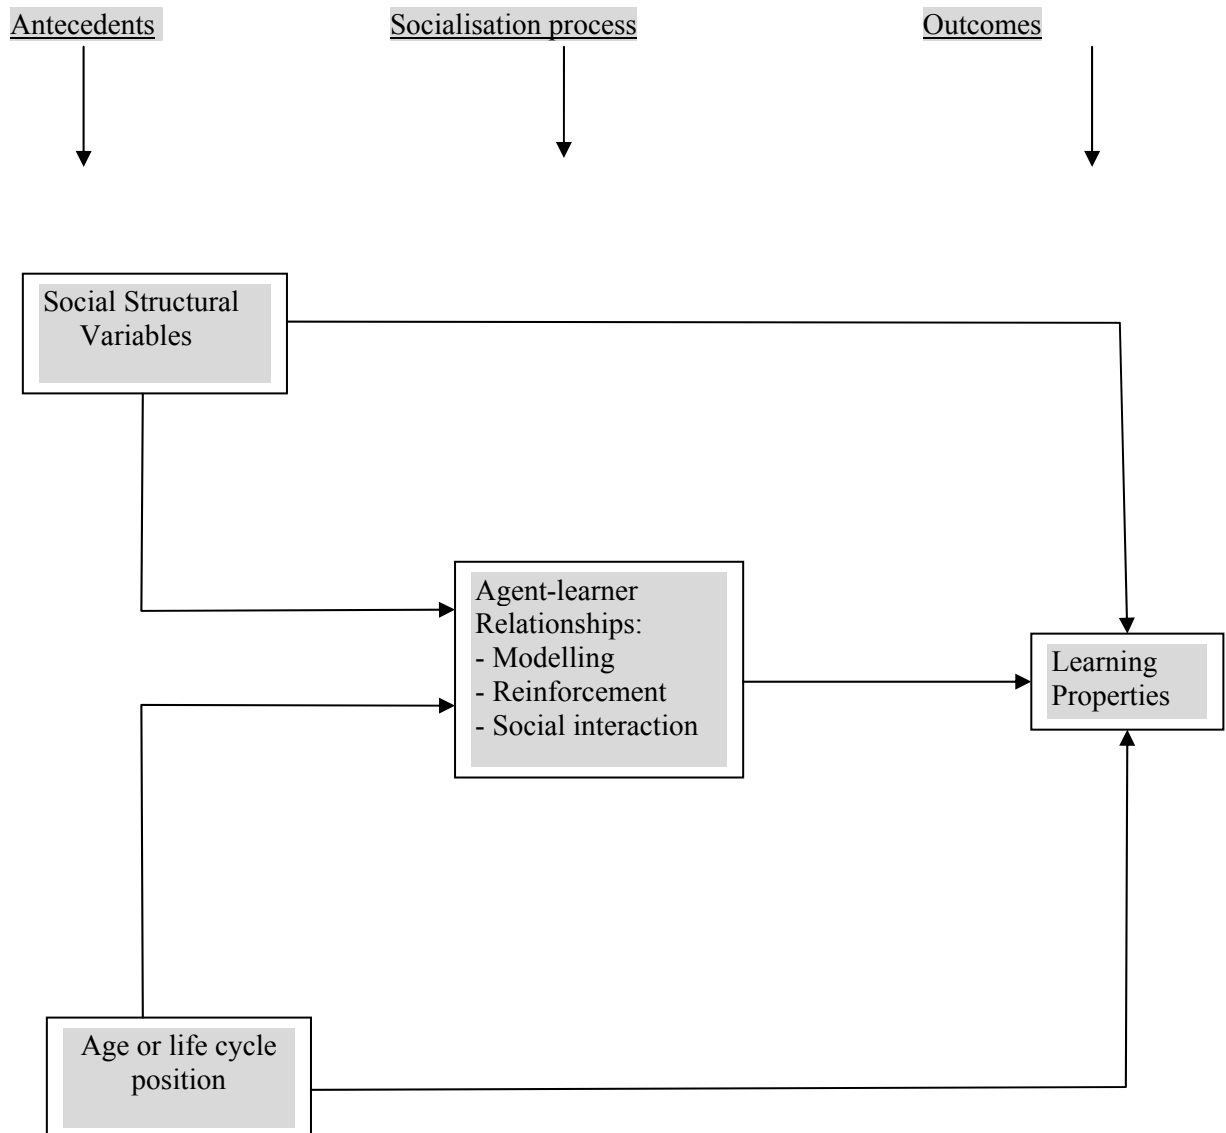 Antecedents
Socialisation process
Outcomes
Social Structural
Variables
Agent-learner
Relationships:
- Modelling
- Reinforcement
- Social interaction
Learning
Properties
Age or life cycle
position